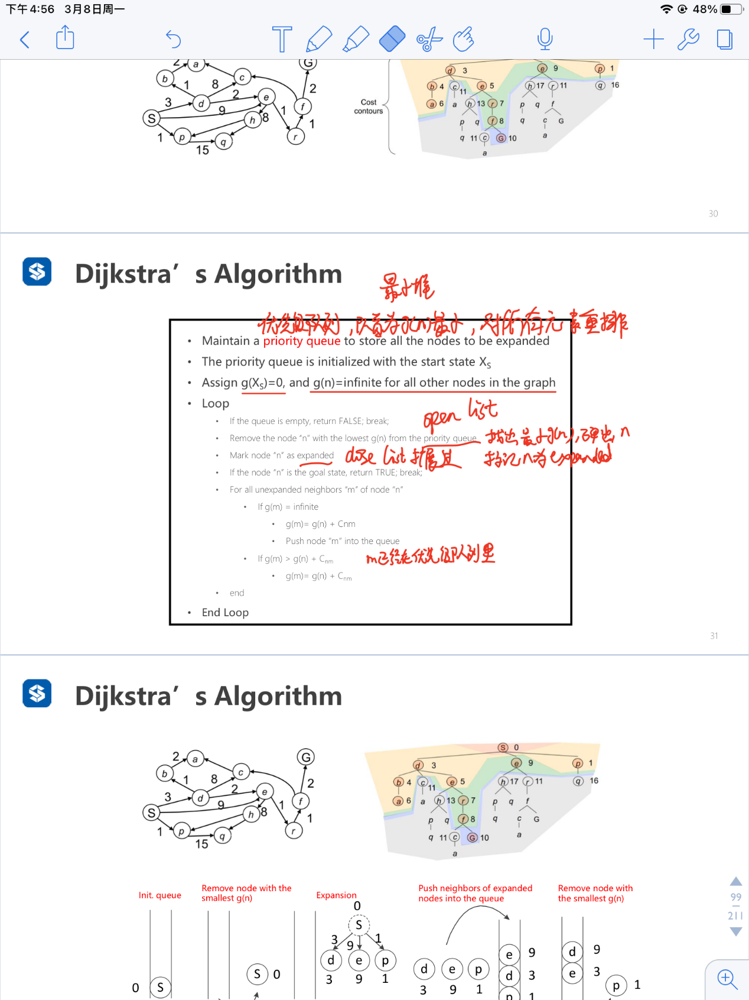 下午4:56 3月8日周一
48%
2 a G
b 1 8 c 2
3 d 2 e
S 9 h 8 1 f
1 p q r 1
15
d 3 e 9 p 1
b 4 c 11 e 5 h 17 r 11 q 16
a 6 a h 13 r 7 p q f
p q f 8 q c G
q 11 c G 10 a
a
Cost
contours
30
Dijkstra’s Algorithm
最小堆
优先级队列，以首为g(n)最小，对所有元素重排
• Maintain a priority queue to store all the nodes to be expanded
• The priority queue is initialized with the start state XS
• Assign g(XS)=0, and g(n)=infinite for all other nodes in the graph
• Loop
open list
• If the queue is empty, return FALSE; break;
• Remove the node “n” with the lowest g(n) from the priority queue
找出最小g(n),弹出n
• Mark node “n” as expanded
close list 扩展过
标记n为expanded
• If the node “n” is the goal state, return TRUE; break;
• For all unexpanded neighbors “m” of node “n”
• If g(m) = infinite
• g(m)= g(n) + Cnm
• Push node “m” into the queue
• If g(m) > g(n) + Cnm
m已经在优先级队列里
• g(m)= g(n) + Cnm
• end
• End Loop
31
Dijkstra’s Algorithm
2 a G
b 1 8 c 2
3 d 2 e
S 9 h 8 1 f
1 p q r 1
15
S 0
d 3 e 9 p 1
b 4 c 11 e 5 h 17 r 11 q 16
a 6 a h 13 r 7 p q f
p q f 8 q c G
q 11 c G 10 a
a
Init. queue
Remove node with the
smallest g(n)
Expansion
Push neighbors of expanded
nodes into the queue
Remove node with
the smallest g(n)
0 S
S 0
0
S
3 9 1
d e p
3 9 1
d e p
3 9 1
e 9
d 3
p 1
d 9
e 3
p 1
99
211